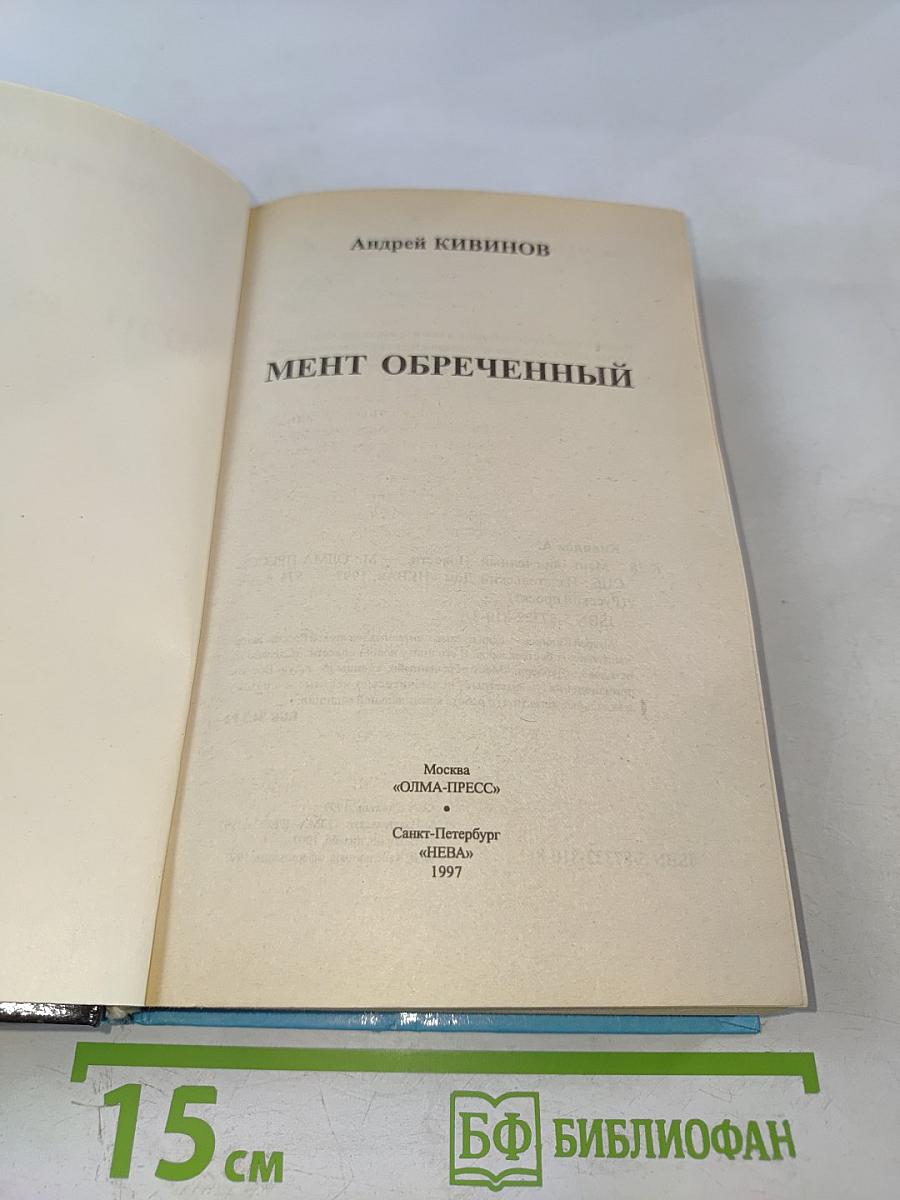 Андрей КИВИНОВ
МЕНТ ОБРЕЧЕННЫЙ
Москва
«ОЛМА-ПРЕСС»
•
Санкт-Петербург
«НЕВА»
1997
15 см
БФ БИБЛИОФАН